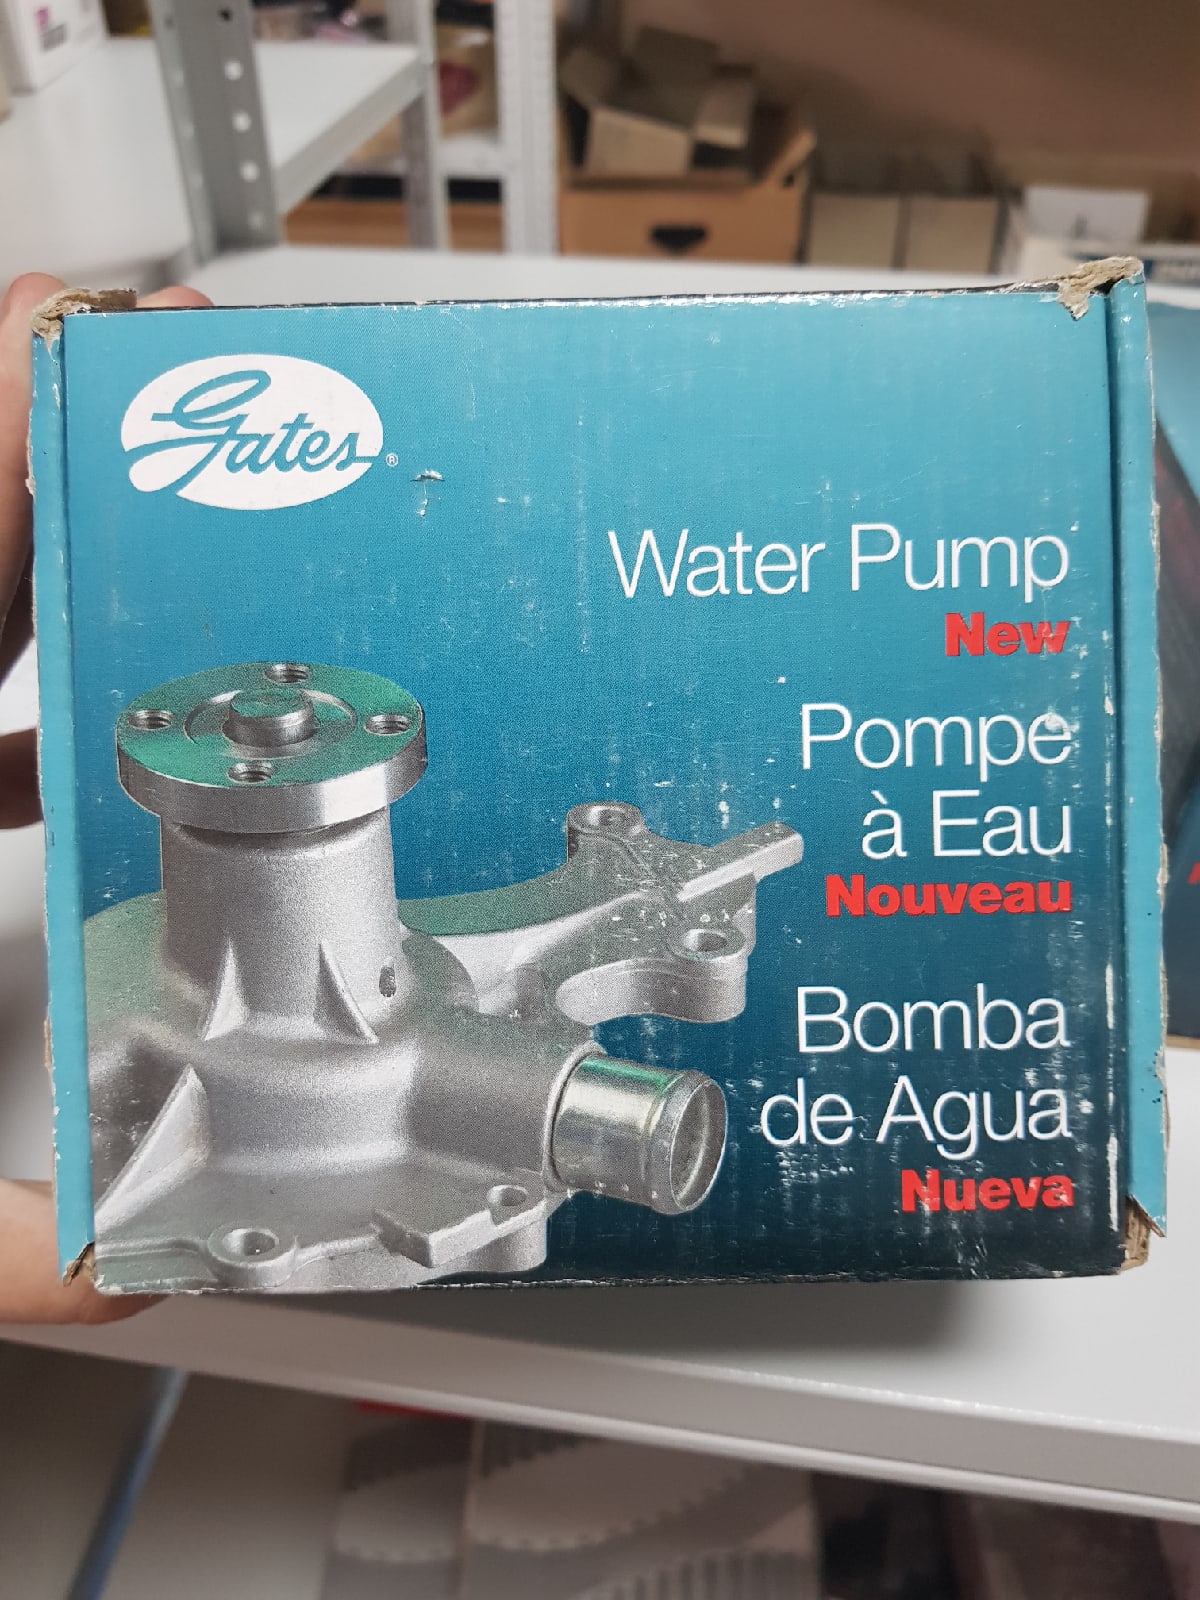 Gates®
Water Pump
New
Pompe
à Eau
Nouveau
Bomba
de Agua
Nueva